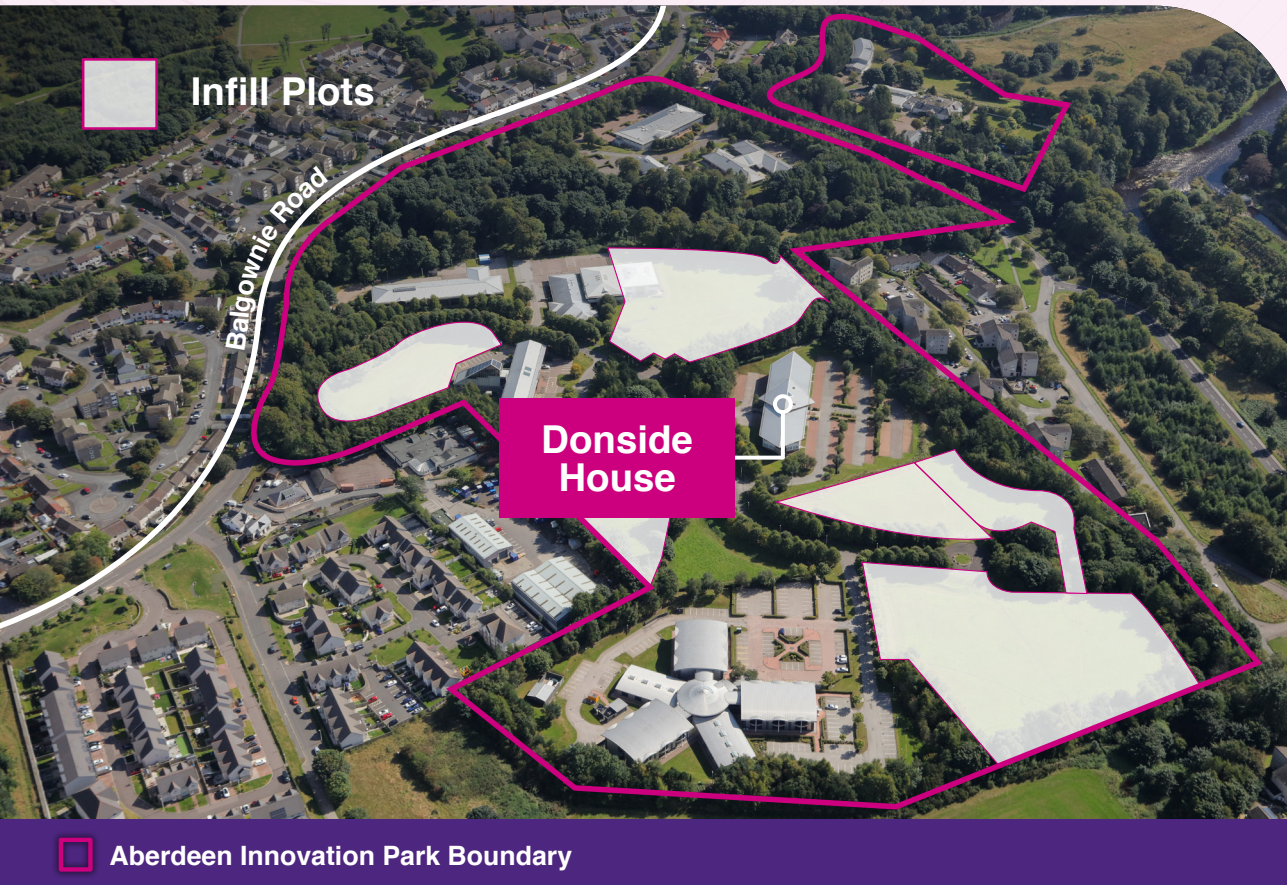 Infill Plots
Balgownie Road
Donside
House
Aberdeen Innovation Park Boundary